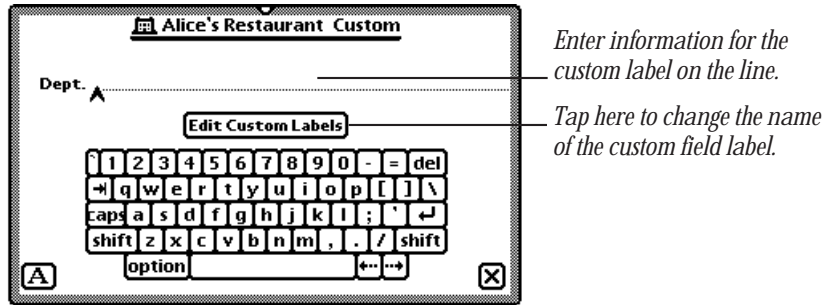 Alice's Restaurant Custom
Enter information for the
custom label on the line.
Dept.
Tap here to change the name
of the custom field label.
Edit Custom Labels
` 1 2 3 4 5 6 7 8 9 0 - = del
q w e r t y u i o p [ ] \
caps a s d f g h j k l ; '
shift z x c v b n m , . / shift
option
A